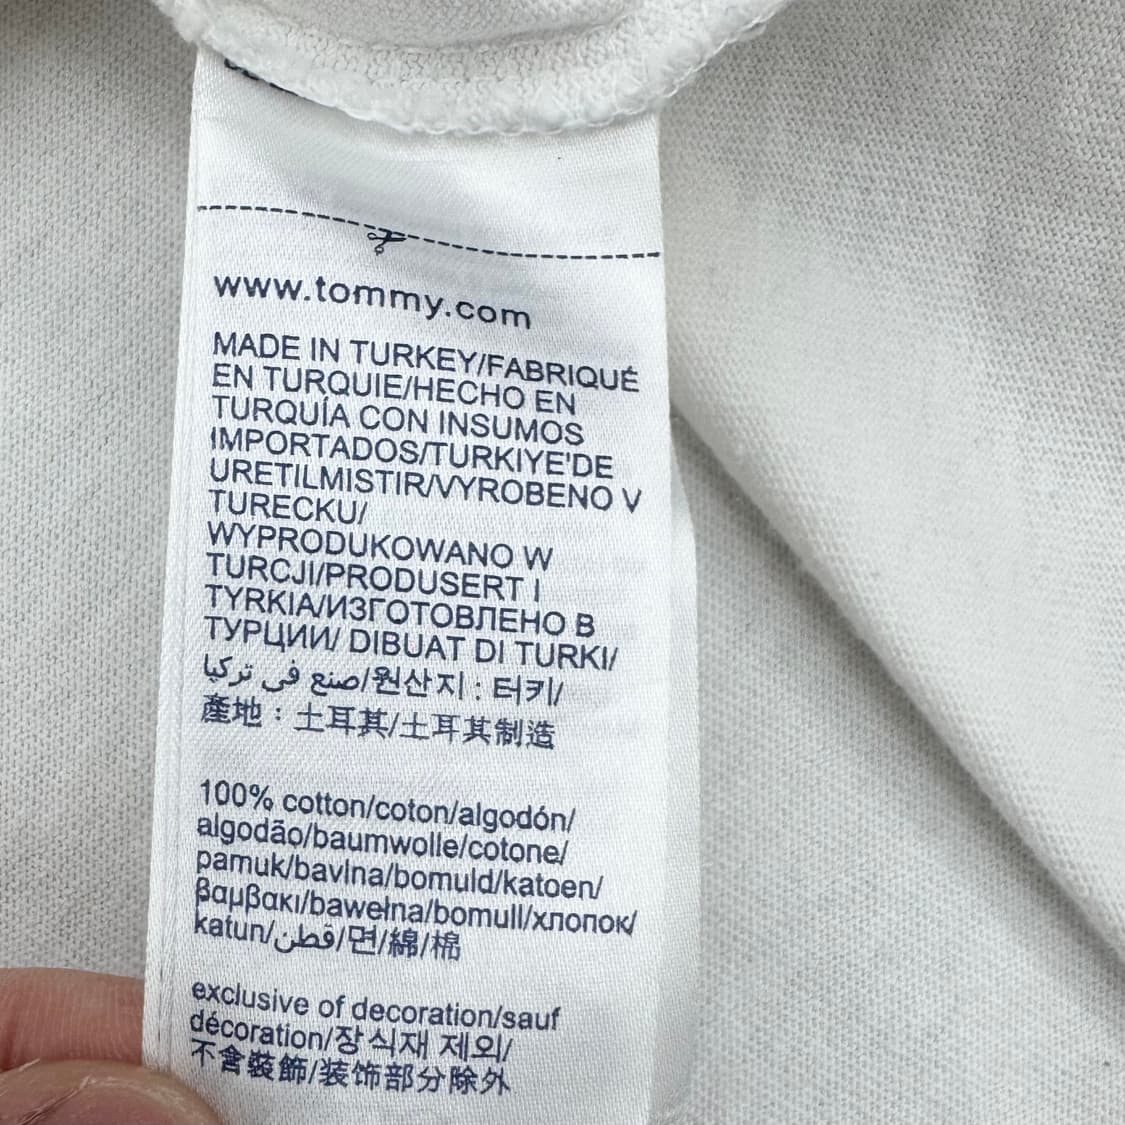 www.tommy.com
MADE IN TURKEY/FABRIQUÉ
EN TURQUIE/HECHO EN
TURQUÍA CON INSUMOS
IMPORTADOS/TURKIYE'DE
URETILMISTIR/VYROBENO V
TURECKU/
WYPRODUKOWANO W
TURCJI/PRODUSERT I
TYRKIA/ИЗГОТОВЛЕНО В
ТУРЦИИ/ DIBUAT DI TURKI/
صنع في تركيا/원산지 : 터키/
產地：土耳其/土耳其制造
100% cotton/coton/algodón/
algodão/baumwolle/cotone/
pamuk/bavlna/bomuld/katoen/
βαμβακι/bawełna/bomull/хлопок/
katun/قطن/면/綿/棉
exclusive of decoration/sauf
décoration/장식재 제외/
不含裝飾/装饰部分除外